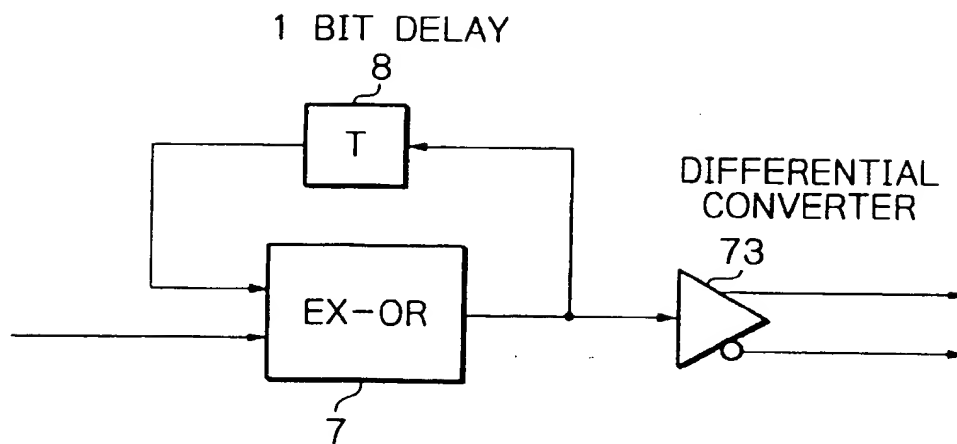 1 BIT DELAY
8
T
DIFFERENTIAL
CONVERTER
73
EX-OR
7